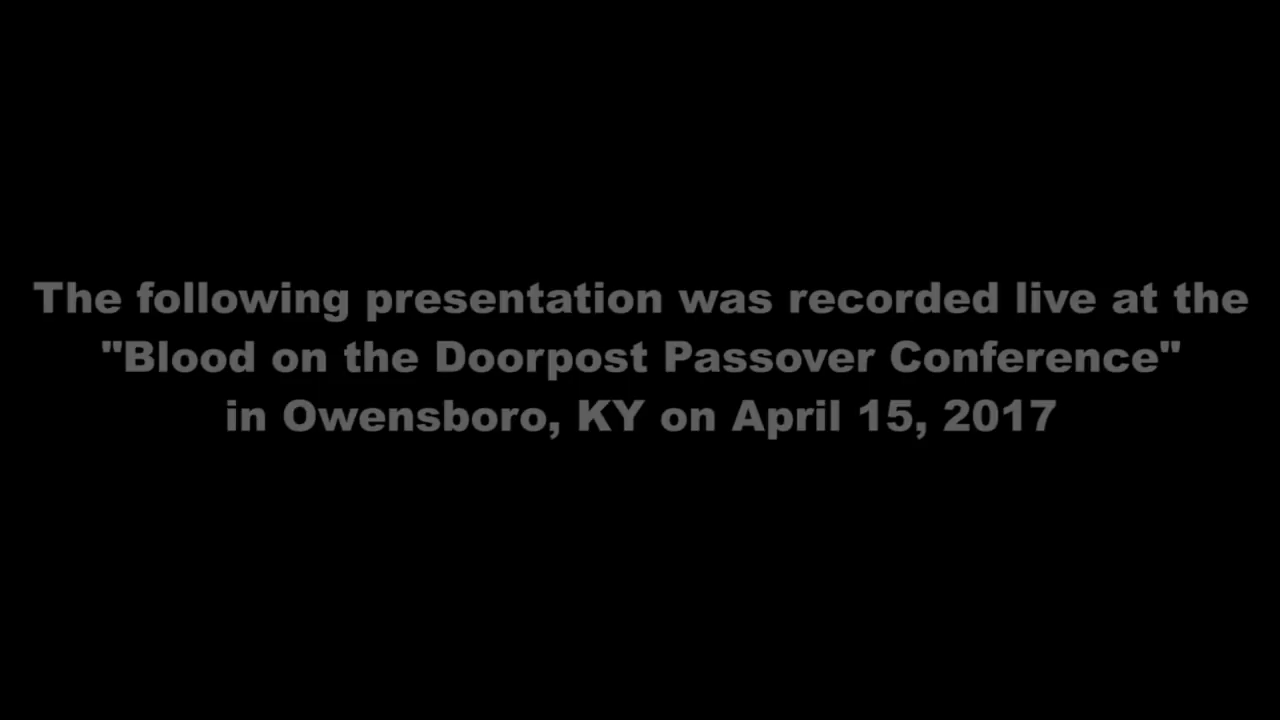 The following presentation was recorded live at the
"Blood on the Doorpost Passover Conference"
in Owensboro, KY on April 15, 2017